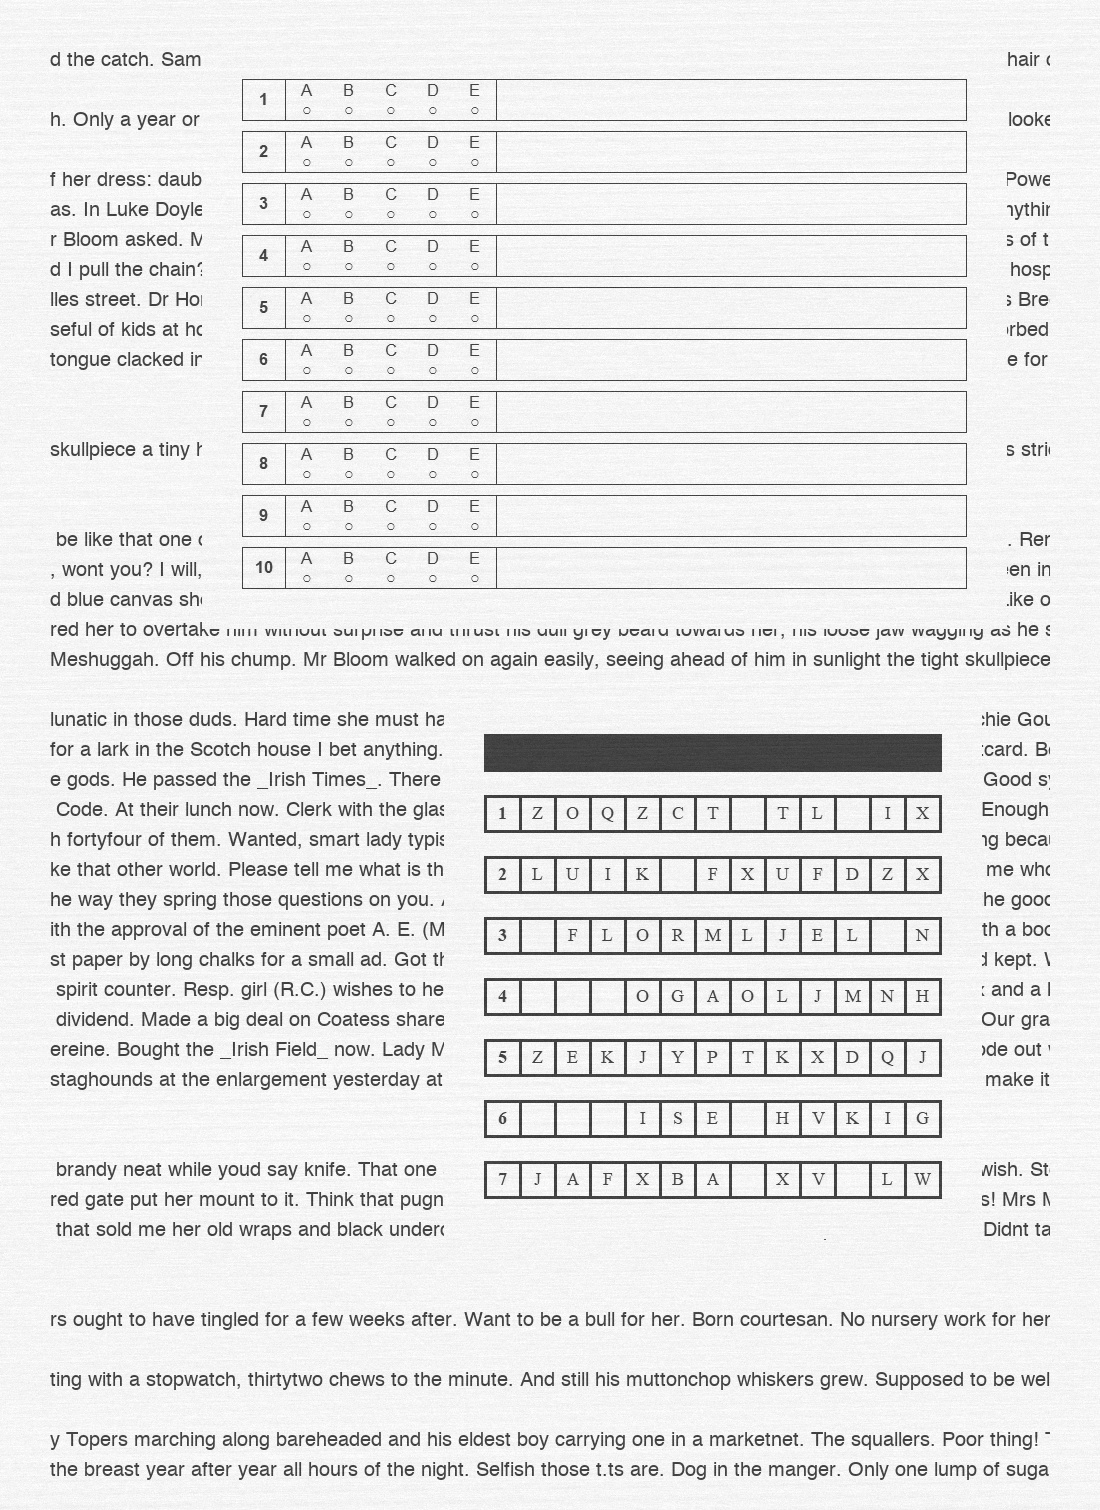 d the catch. Sam
h. Only a year or
f her dress: daub
as. In Luke Doyle
r Bloom asked. M
d I pull the chain?
lles street. Dr Hor
seful of kids at ho
tongue clacked in
skullpiece a tiny h
be like that one
, wont you? I will,
d blue canvas sh
1 A B C D E
2 A B C D E
3 A B C D E
4 A B C D E
5 A B C D E
6 A B C D E
7 A B C D E
8 A B C D E
9 A B C D E
10 A B C D E
hair
looke
Powe
nythin
s of t
hosp
s Bre
orbed
e for
s stri
. Rem
een in
Like o
red her to overtake him without surprise and thrust his dull grey beard towards her, his loose jaw wagging as he s
Meshuggah. Off his chump. Mr Bloom walked on again easily, seeing ahead of him in sunlight the tight skullpiece
lunatic in those duds. Hard time she must ha
for a lark in the Scotch house I bet anything.
e gods. He passed the _Irish Times_. There
Code. At their lunch now. Clerk with the glas
h fortyfour of them. Wanted, smart lady typis
ke that other world. Please tell me what is th
he way they spring those questions on you.
ith the approval of the eminent poet A. E. (M
st paper by long chalks for a small ad. Got th
spirit counter. Resp. girl (R.C.) wishes to he
dividend. Made a big deal on Coatess share
ereine. Bought the _Irish Field_ now. Lady M
staghounds at the enlargement yesterday at
brandy neat while youd say knife. That one
red gate put her mount to it. Think that pugn
that sold me her old wraps and black underc
1 Z O Q Z C T T L I X
2 L U I K F X U F D Z X
3 F L O R M L J E L N
4 O G A O L J M N H
5 Z E K J Y P T K X D Q J
6 I S E H V K I G
7 J A F X B A X V L W
chie Gou
tcard. B
Good s
Enough
ng becau
me who
he good
th a boo
d kept.
k and a
Our gra
ode out
make it
wish. St
s! Mrs M
Didnt ta
rs ought to have tingled for a few weeks after. Want to be a bull for her. Born courtesan. No nursery work for her
ting with a stopwatch, thirtytwo chews to the minute. And still his muttonchop whiskers grew. Supposed to be wel
y Topers marching along bareheaded and his eldest boy carrying one in a marketnet. The squallers. Poor thing!
the breast year after year all hours of the night. Selfish those t.ts are. Dog in the manger. Only one lump of suga